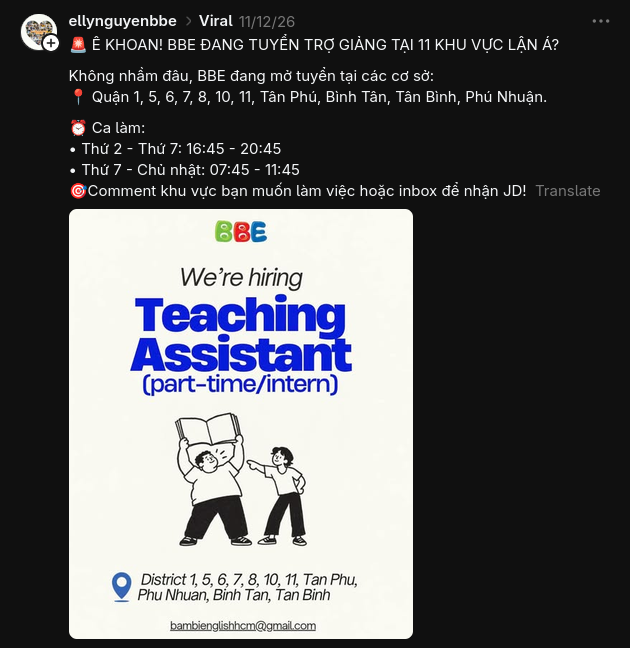 ellynguyenbbe > Viral 11/12/26
🚨 Ê KHOAN! BBE ĐANG TUYỂN TRỢ GIẢNG TẠI 11 KHU VỰC LẬN Á?
Không nhầm đâu, BBE đang mở tuyển tại các cơ sở:
📍 Quận 1, 5, 6, 7, 8, 10, 11, Tân Phú, Bình Tân, Tân Bình, Phú Nhuận.
⏰ Ca làm:
• Thứ 2 - Thứ 7: 16:45 - 20:45
• Thứ 7 - Chủ nhật: 07:45 - 11:45
🎯Comment khu vực bạn muốn làm việc hoặc inbox để nhận JD! Translate
BBE
We're hiring
Teaching
Assistant
(part-time/intern)
District 1, 5, 6, 7, 8, 10, 11, Tan Phu,
Phu Nhuan, Binh Tan, Tan Binh
bambienglishhcm@gmail.com